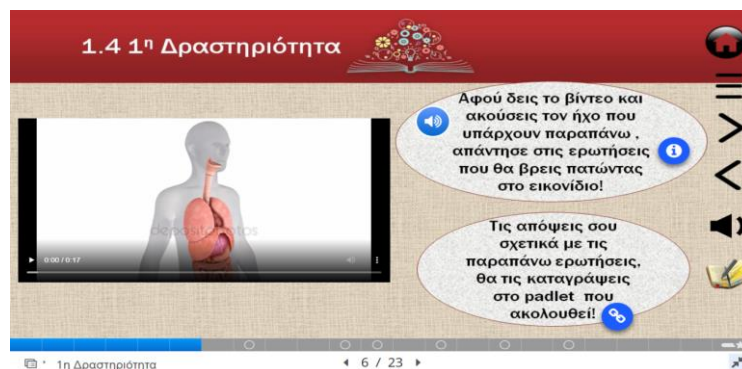 1.4 1η Δραστηριότητα
Αφού δεις το βίντεο και
ακούσεις τον ήχο που
υπάρχουν παραπάνω ,
απάντησε στις ερωτήσεις
που θα βρεις πατώντας
στο εικονίδιο!
depositphotos
0:00 / 0:17
Τις απόψεις σου
σχετικά με τις
παραπάνω ερωτήσεις,
θα τις καταγράψεις
στο padlet που
ακολουθεί!
1η Δραστηριότητα
6 / 23